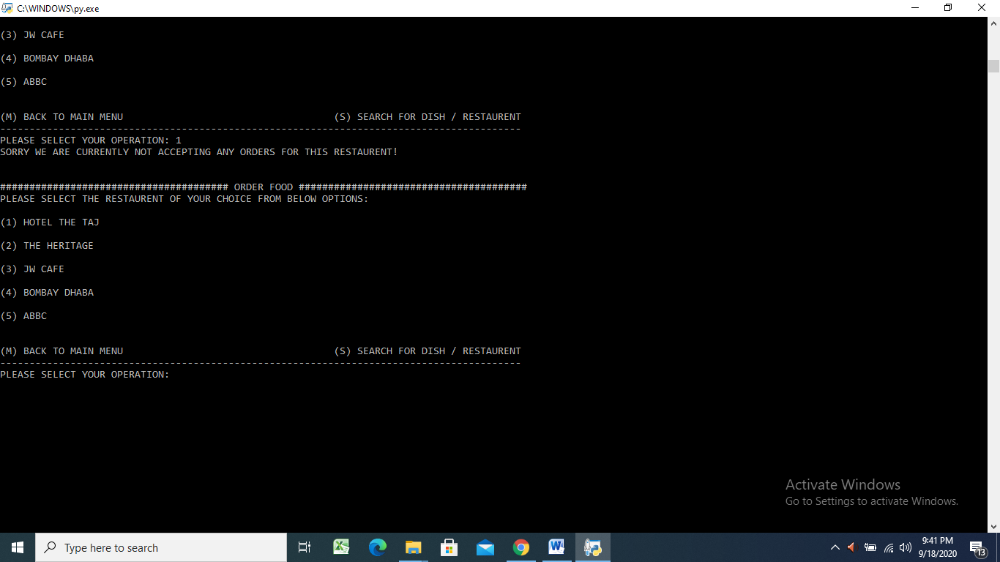 C:\WINDOWS\py.exe
(3) JW CAFE
(4) BOMBAY DHABA
(5) ABBC
(M) BACK TO MAIN MENU (S) SEARCH FOR DISH / RESTAURENT
-----------------------------------------------------------------------------------------
PLEASE SELECT YOUR OPERATION: 1
SORRY WE ARE CURRENTLY NOT ACCEPTING ANY ORDERS FOR THIS RESTAURENT!
####################################### ORDER FOOD #######################################
PLEASE SELECT THE RESTAURENT OF YOUR CHOICE FROM BELOW OPTIONS:
(1) HOTEL THE TAJ
(2) THE HERITAGE
(3) JW CAFE
(4) BOMBAY DHABA
(5) ABBC
(M) BACK TO MAIN MENU (S) SEARCH FOR DISH / RESTAURENT
-----------------------------------------------------------------------------------------
PLEASE SELECT YOUR OPERATION:
Activate Windows
Go to Settings to activate Windows.
Type here to search
9:41 PM
9/18/2020
13